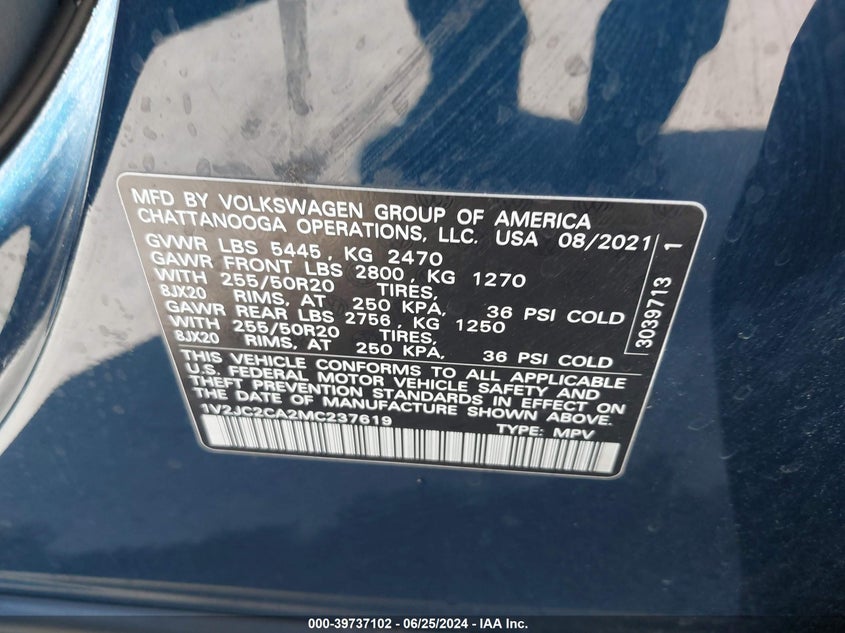 MFD BY VOLKSWAGEN GROUP OF AMERICA
CHATTANOOGA OPERATIONS, LLC. USA 08/2021
GVWR LBS 5445, KG 2470
GAWR FRONT LBS 2800, KG 1270
WITH 255/50R20 TIRES,
8JX20 RIMS, AT 250 KPA, 36 PSI COLD
GAWR REAR LBS 2756, KG 1250
WITH 255/50R20 TIRES,
8JX20 RIMS, AT 250 KPA, 36 PSI COLD
THIS VEHICLE CONFORMS TO ALL APPLICABLE
U.S. FEDERAL MOTOR VEHICLE SAFETY AND
THEFT PREVENTION STANDARDS IN EFFECT ON
THE DATE OF MANUFACTURE SHOWN ABOVE.
1V2JC2CA2MC237619 TYPE: MPV
3039713 1
000-39737102 - 06/25/2024 - IAA Inc.